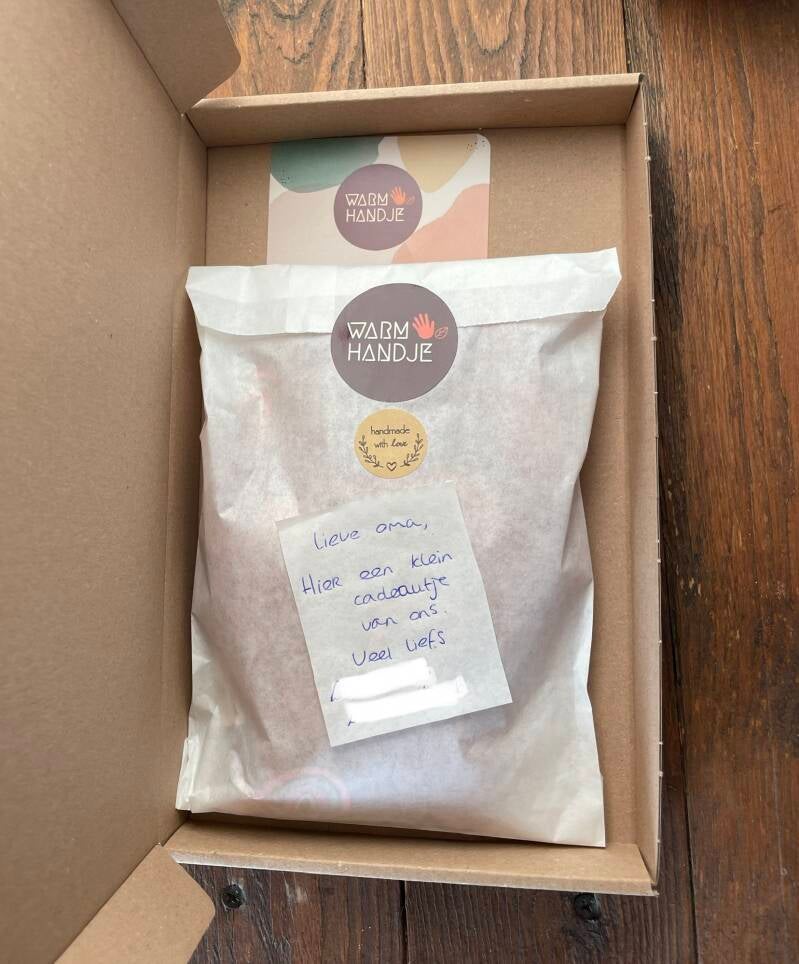 WARM
HANDJE
WARM
HANDJE
handmade
with love
Lieve oma,
Hier een klein
cadeautje
van ons.
Veel liefs